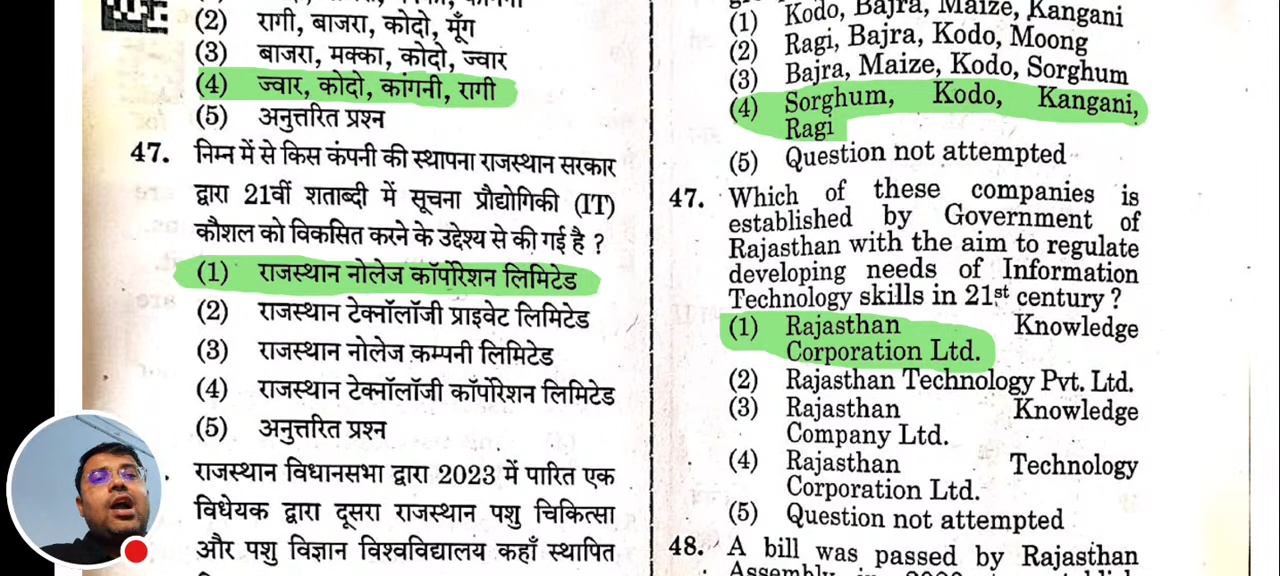 (2) रागी, बाजरा, कोदो, मूँग
(3) बाजरा, मक्का, कोदो, ज्वार
(4) ज्वार, कोदो, कांगनी, रागी
(5) अनुत्तरित प्रश्न
47. निम्न में से किस कंपनी की स्थापना राजस्थान सरकार
द्वारा 21वीं शताब्दी में सूचना प्रौद्योगिकी (IT)
कौशल को विकसित करने के उद्देश्य से की गई है ?
(1) राजस्थान नोलेज कॉर्पोरेशन लिमिटेड
(2) राजस्थान टेक्नॉलॉजी प्राइवेट लिमिटेड
(3) राजस्थान नोलेज कम्पनी लिमिटेड
(4) राजस्थान टेक्नॉलॉजी कॉर्पोरेशन लिमिटेड
(5) अनुत्तरित प्रश्न
राजस्थान विधानसभा द्वारा 2023 में पारित एक
विधेयक द्वारा दूसरा राजस्थान पशु चिकित्सा
और पशु विज्ञान विश्वविद्यालय कहाँ स्थापित
(1) Kodo, Bajra, Maize, Kangani
(2) Ragi, Bajra, Kodo, Moong
(3) Bajra, Maize, Kodo, Sorghum
(4) Sorghum, Kodo, Kangani,
Ragi
(5) Question not attempted
47. Which of these companies is
established by Government of
Rajasthan with the aim to regulate
developing needs of Information
Technology skills in 21st century ?
(1) Rajasthan Knowledge
Corporation Ltd.
(2) Rajasthan Technology Pvt. Ltd.
(3) Rajasthan Knowledge
Company Ltd.
(4) Rajasthan Technology
Corporation Ltd.
(5) Question not attempted
48. A bill was passed by Rajasthan
Assembly in